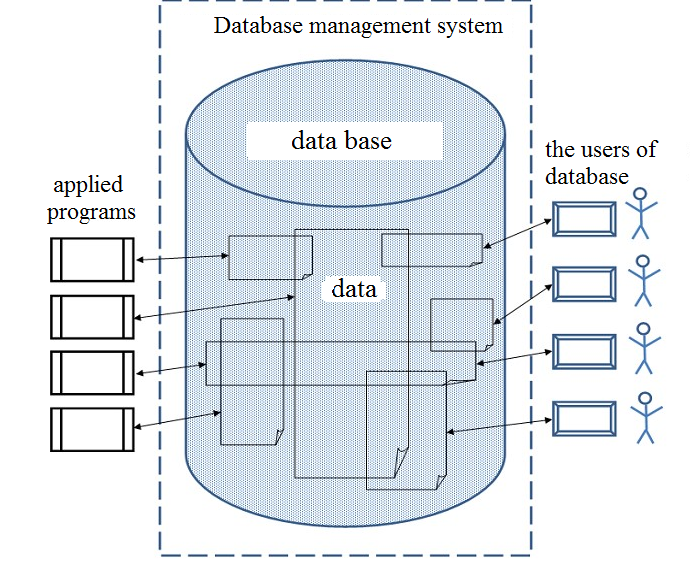 Database management system
data base
the users of
database
applied
programs
data